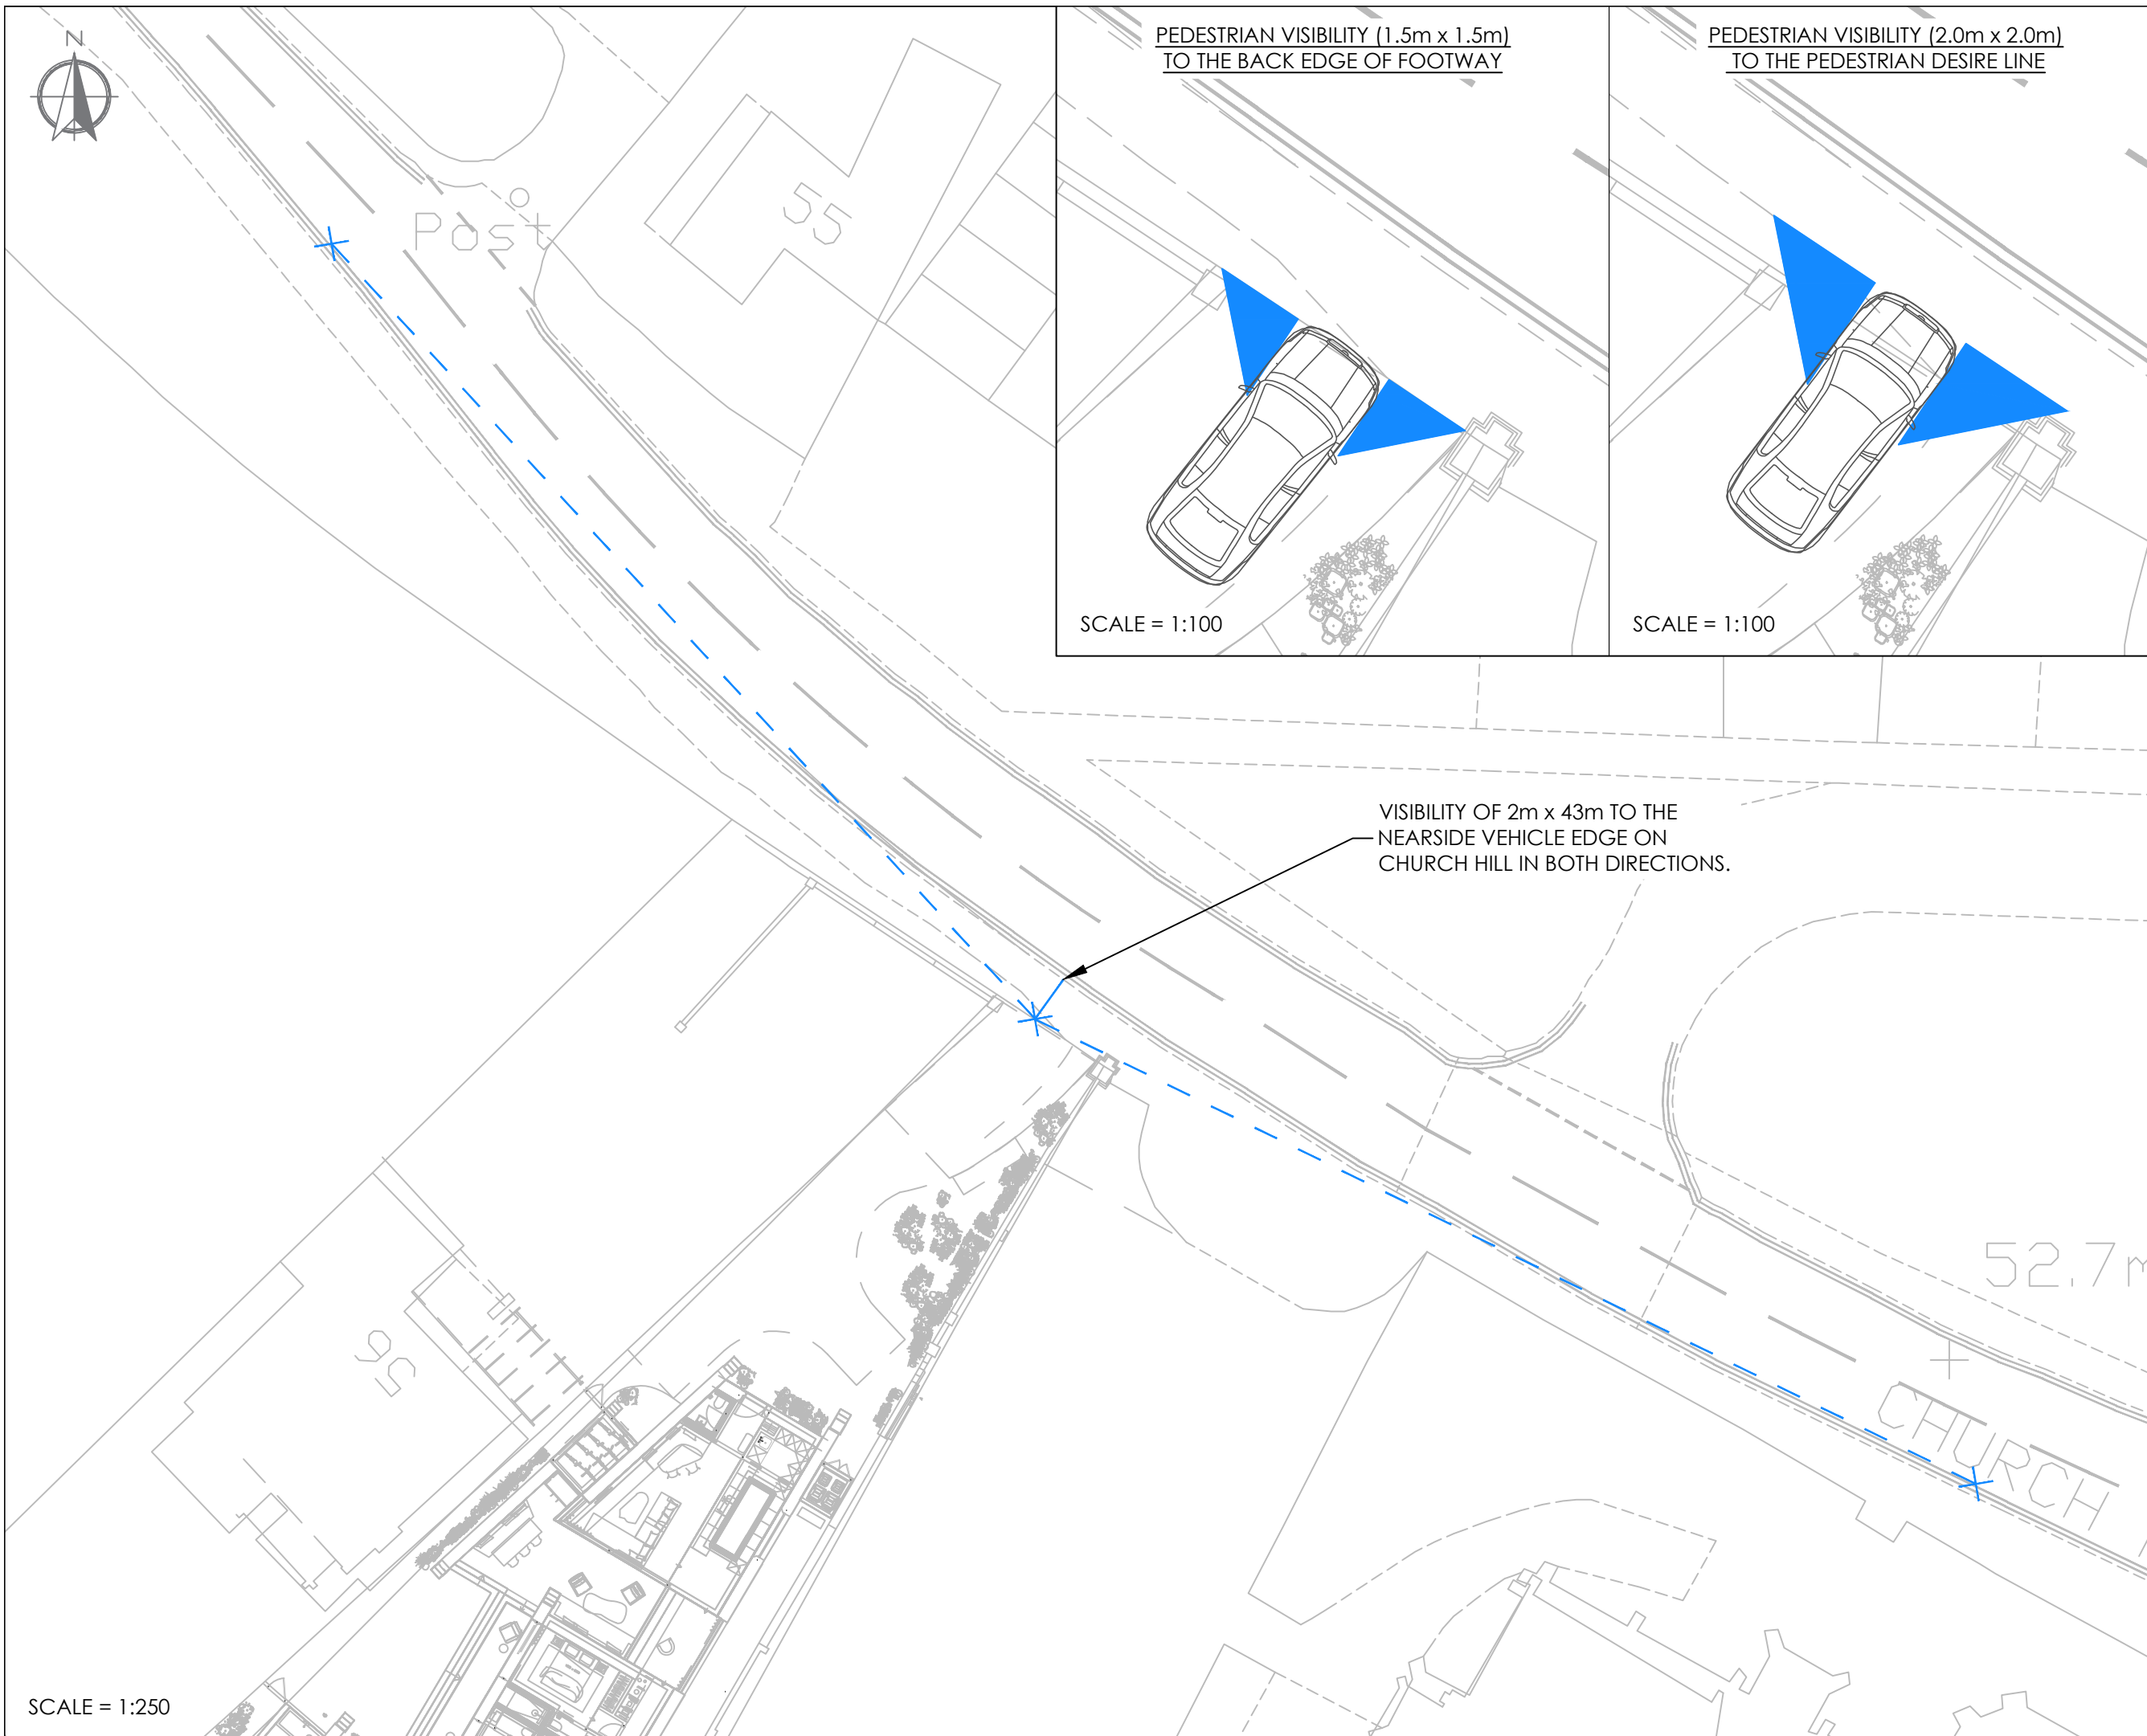 N
PEDESTRIAN VISIBILITY (1.5m x 1.5m)
TO THE BACK EDGE OF FOOTWAY
PEDESTRIAN VISIBILITY (2.0m x 2.0m)
TO THE PEDESTRIAN DESIRE LINE
Post
55
SCALE = 1:100
SCALE = 1:100
VISIBILITY OF 2m x 43m TO THE
NEARSIDE VEHICLE EDGE ON
CHURCH HILL IN BOTH DIRECTIONS.
52.7m
CHURCH
SCALE = 1:250